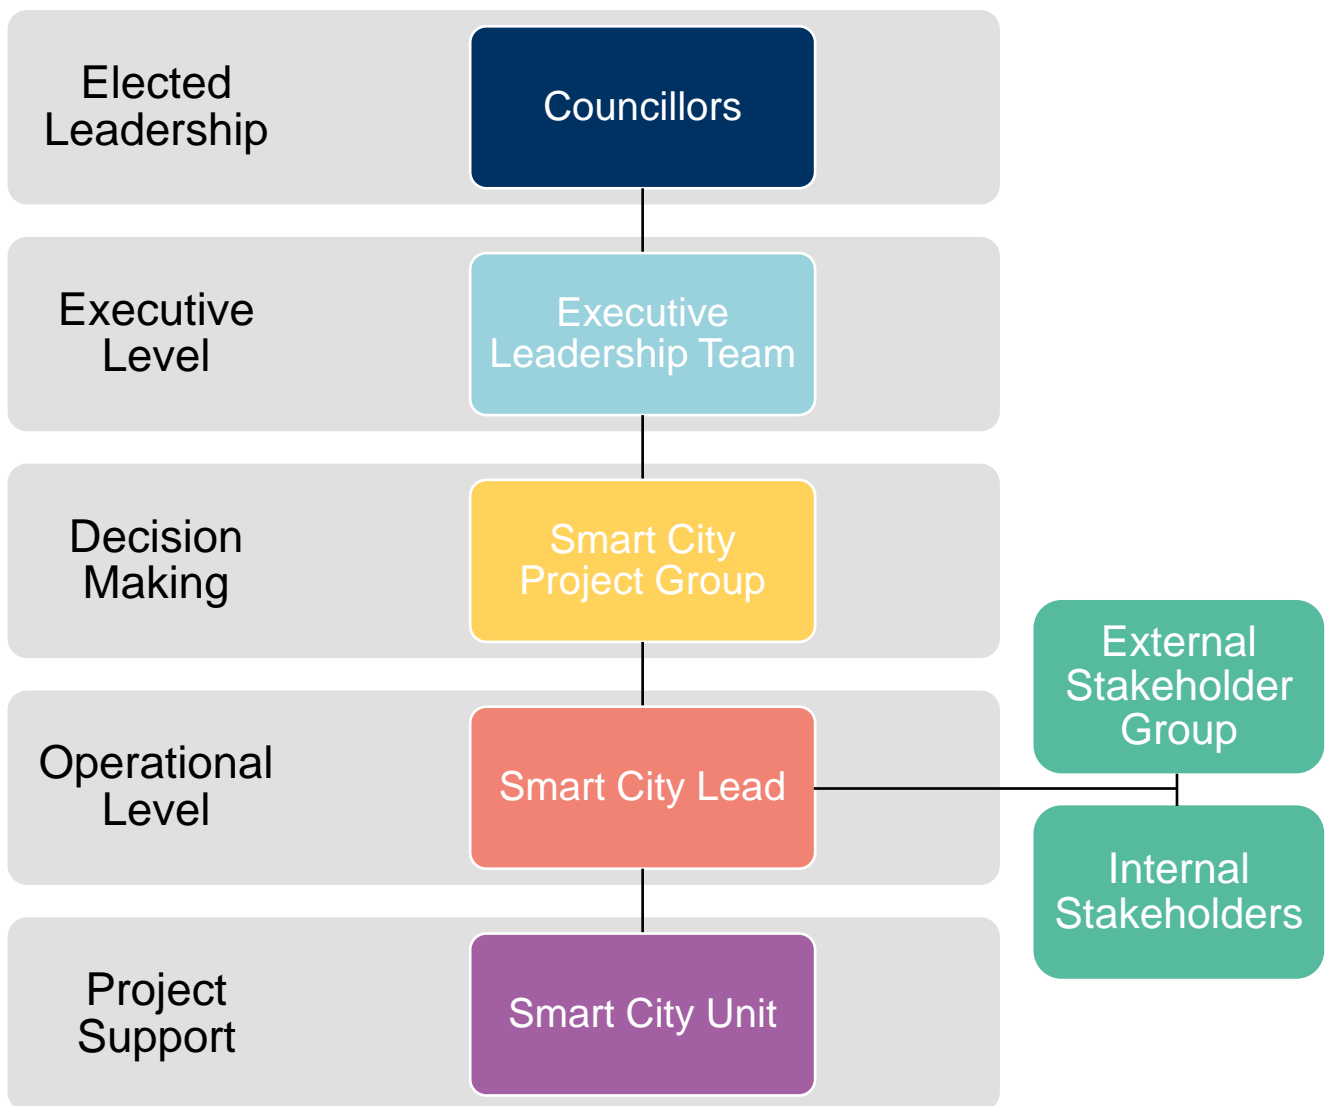 Elected
Leadership
Councillors
Executive
Level
Executive
Leadership Team
Decision
Making
Smart City
Project Group
External
Stakeholder
Group
Operational
Level
Smart City Lead
Internal
Stakeholders
Project
Support
Smart City Unit